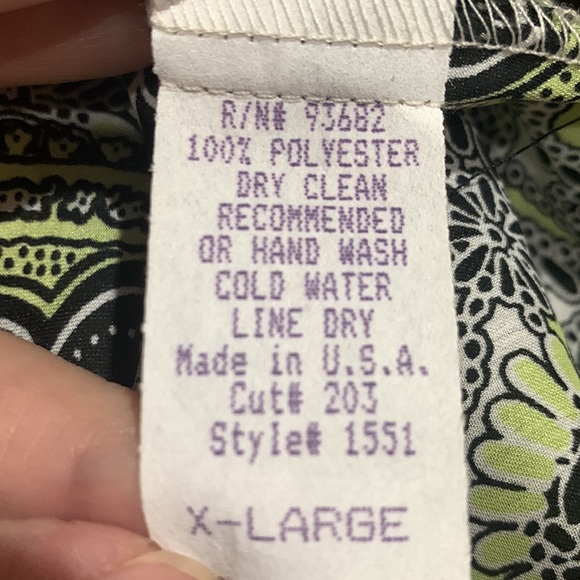 R/N# 93682
100% POLYESTER
DRY CLEAN
RECOMMENDED
OR HAND WASH
COLD WATER
LINE DRY
Made in U.S.A.
Cut# 203
Style# 1551
X-LARGE